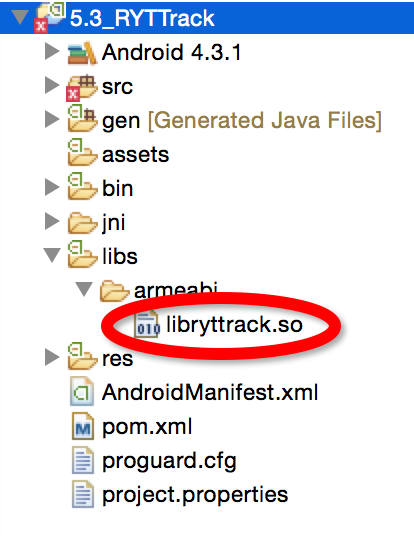 5.3_RYTTrack
Android 4.3.1
src
gen [Generated Java Files]
assets
bin
jni
libs
armeabi
010
libryttrack.so
res
AndroidManifest.xml
pom.xml
proguard.cfg
project.properties